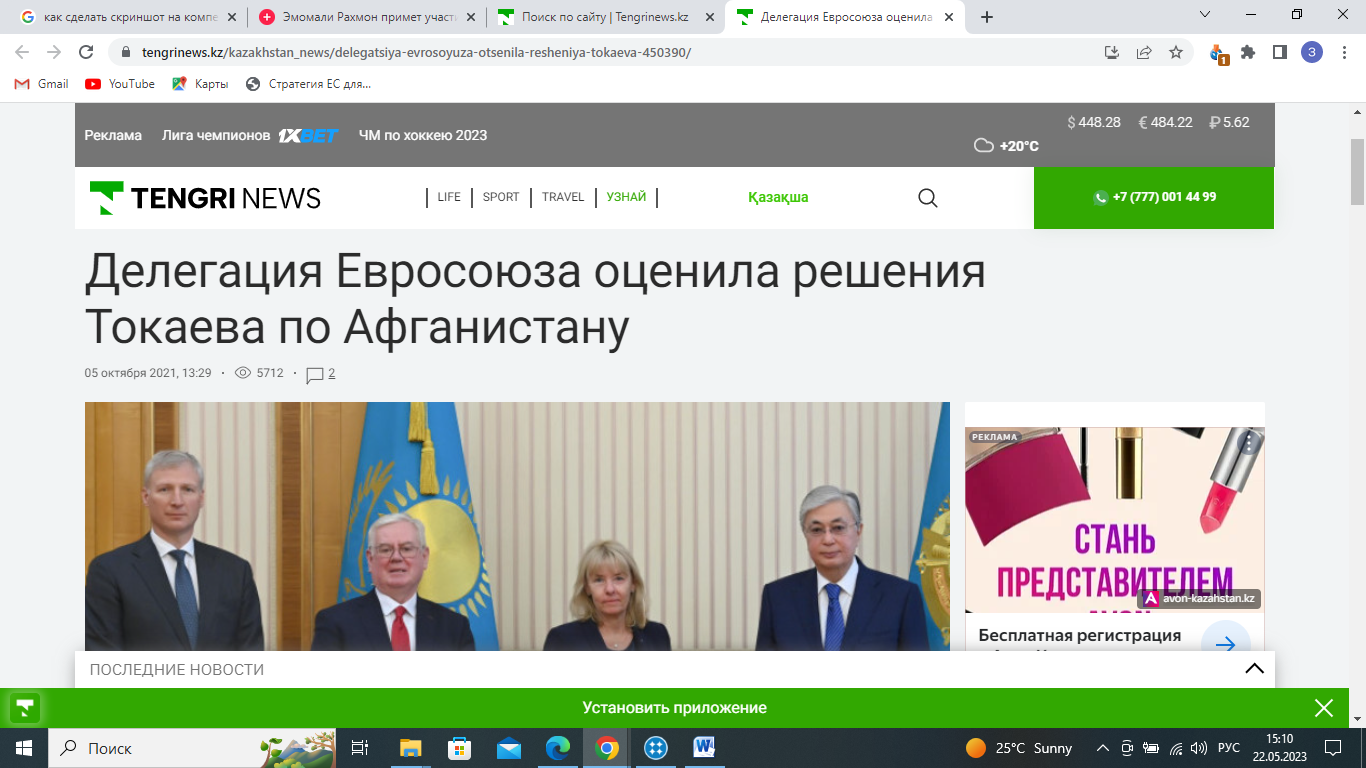 как сделать скриншот на компе
Эмомали Рахмон примет участи
Поиск по сайту | Tengrinews.kz
Делегация Евросоюза оценила
tengrinews.kz/kazakhstan_news/delegatsiya-evrosoyuza-otsenila-resheniya-tokaeva-450390/
1
З
Gmail
YouTube
Карты
Стратегия ЕС для...
Реклама
Лига чемпионов
1XBET
ЧМ по хоккею 2023
$ 448.28 € 484.22 ₽ 5.62
+20°C
TENGRI NEWS
LIFE
SPORT
TRAVEL
УЗНАЙ
Қазақша
+7 (777) 001 44 99
Делегация Евросоюза оценила решения
Токаева по Афганистану
05 октября 2021, 13:29 • 5712 • 2
РЕКЛАМА
СТАНЬ
ПРЕДСТАВИТЕЛЕМ
avon-kazahstan.kz
Бесплатная регистрация
ПОСЛЕДНИЕ НОВОСТИ
Установить приложение
Поиск
25°C Sunny
РУС
15:10
22.05.2023